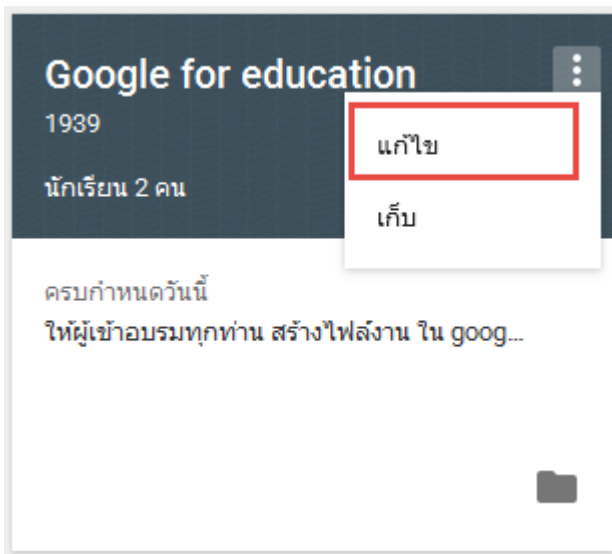 Google for education
1939
นักเรียน 2 คน
แก้ไข
เก็บ
ครบกำหนดวันนี้
ให้ผู้เข้าอบรมทุกท่าน สร้างไฟล์งาน ใน goog...